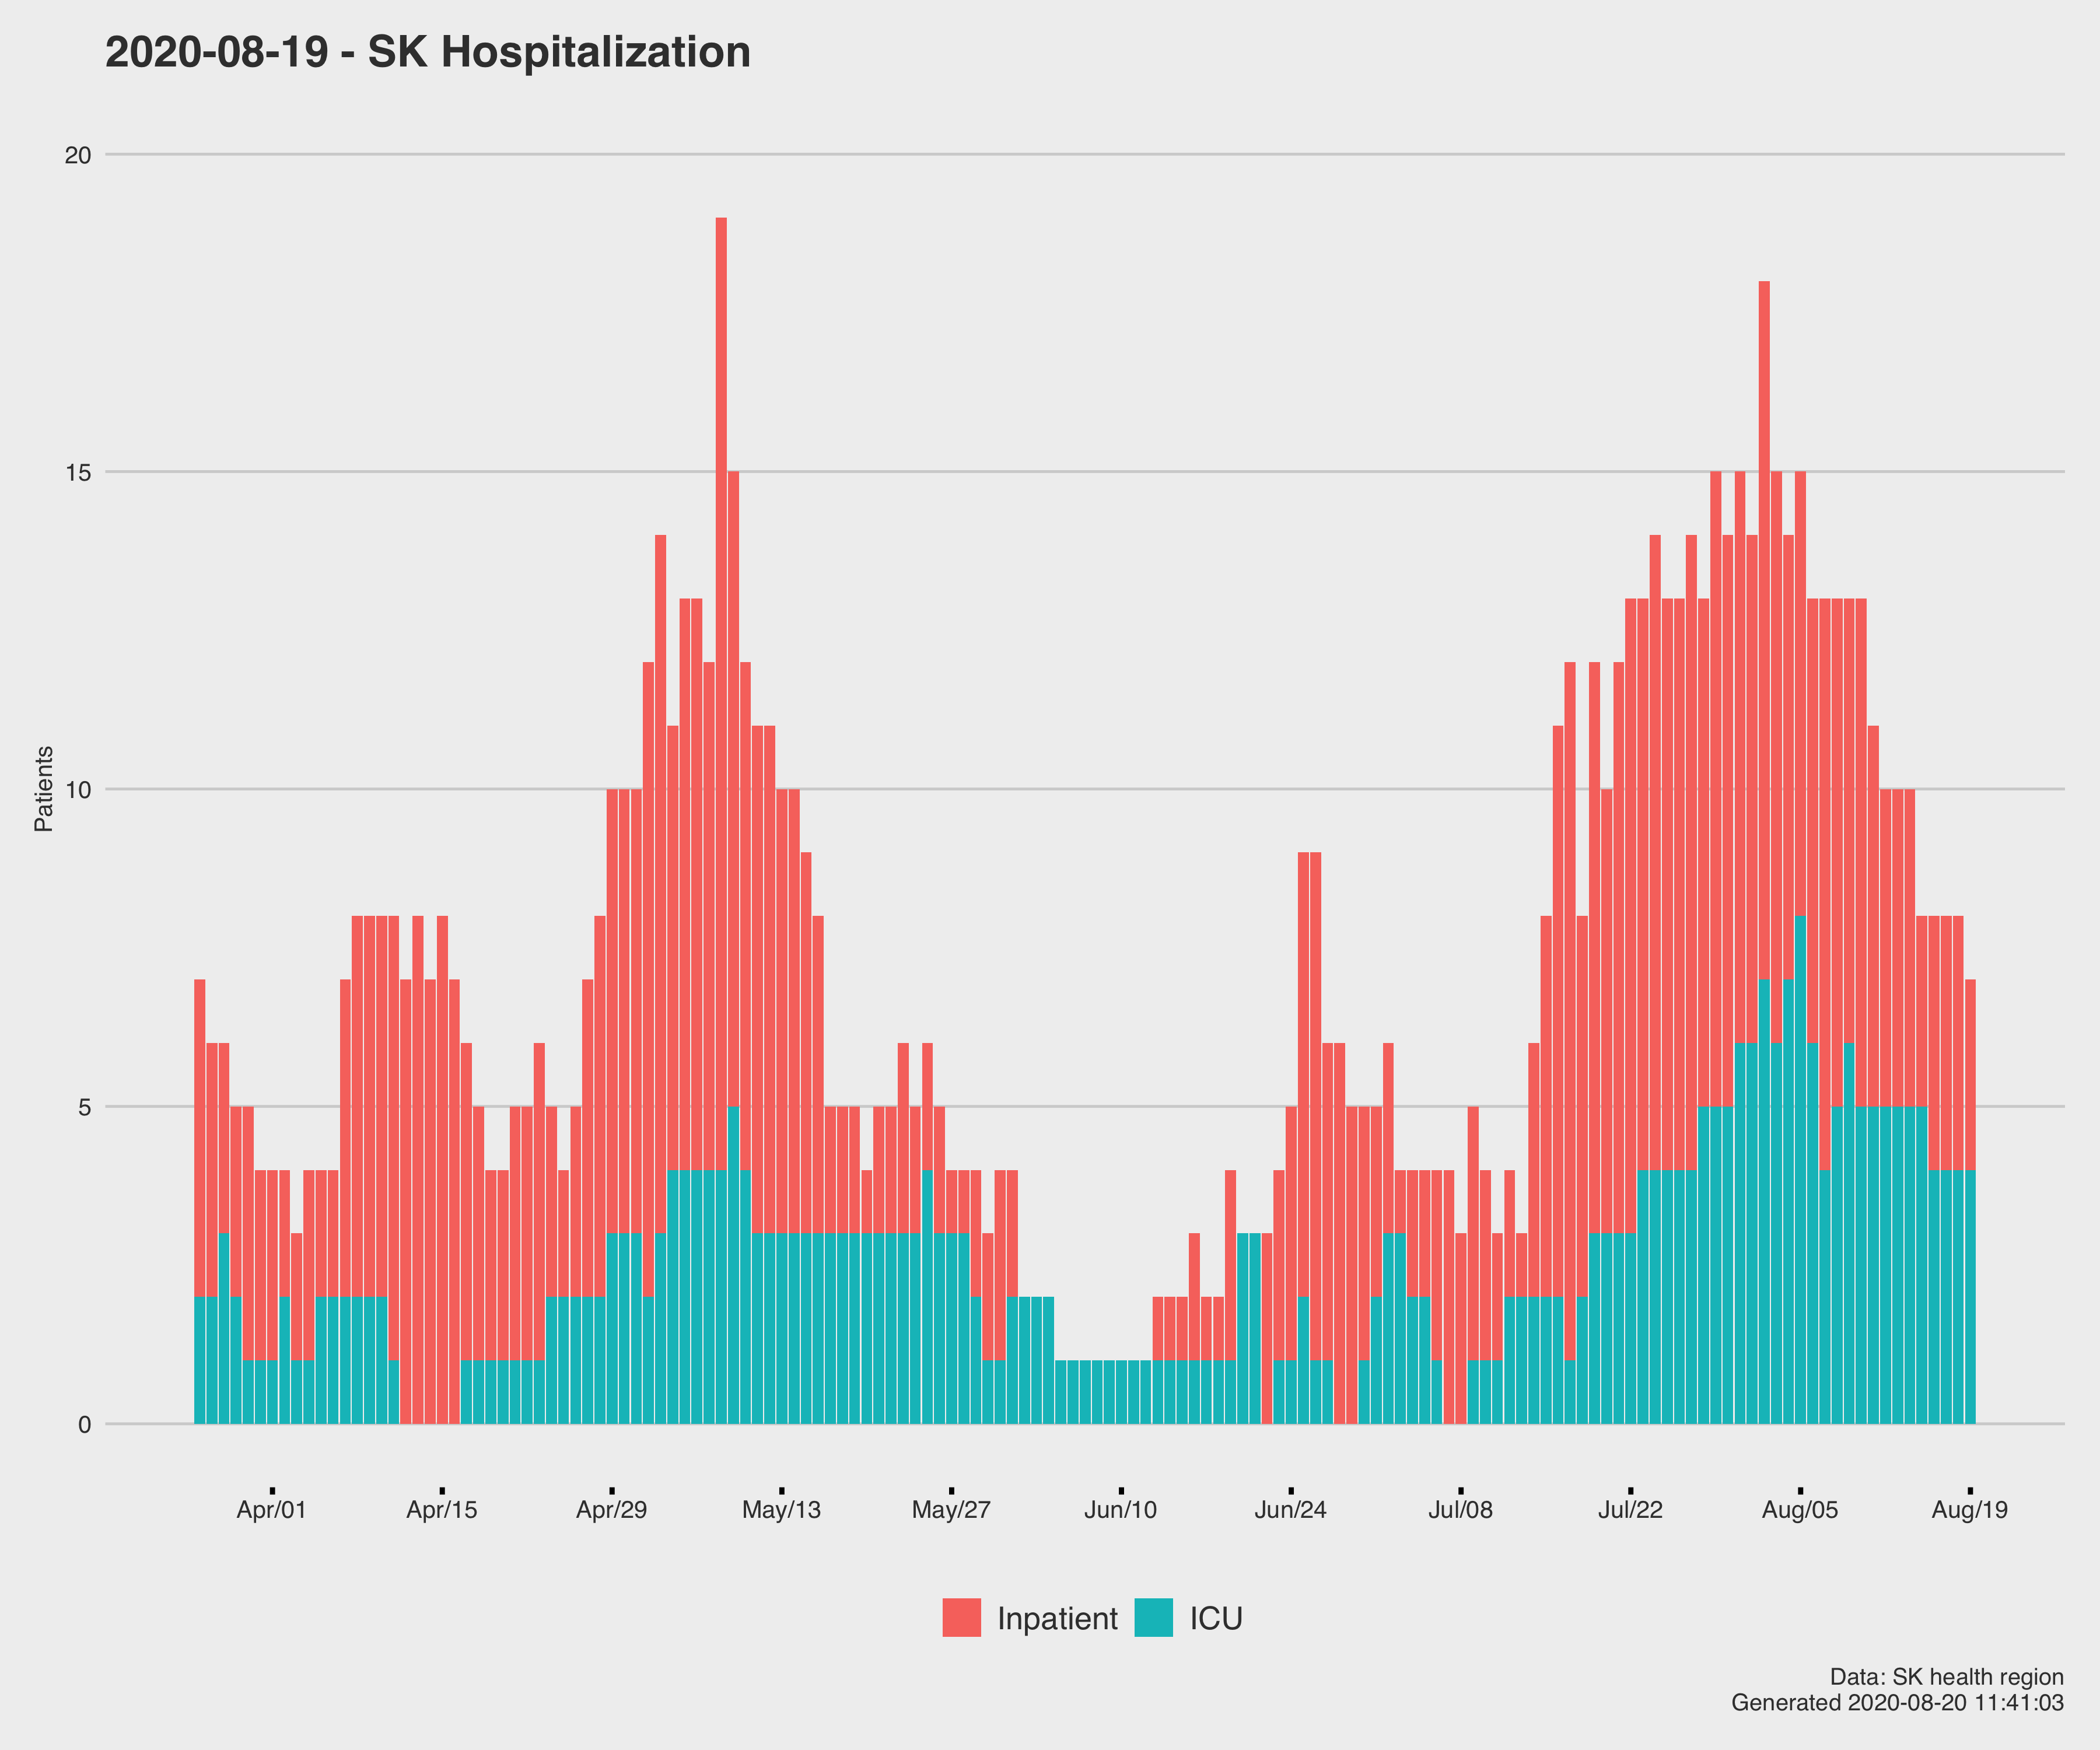 2020-08-19 - SK Hospitalization
20
15
10
5
0
Patients
Apr/01 Apr/15 Apr/29 May/13 May/27 Jun/10 Jun/24 Jul/08 Jul/22 Aug/05 Aug/19
Inpatient ICU
Data: SK health region
Generated 2020-08-20 11:41:03